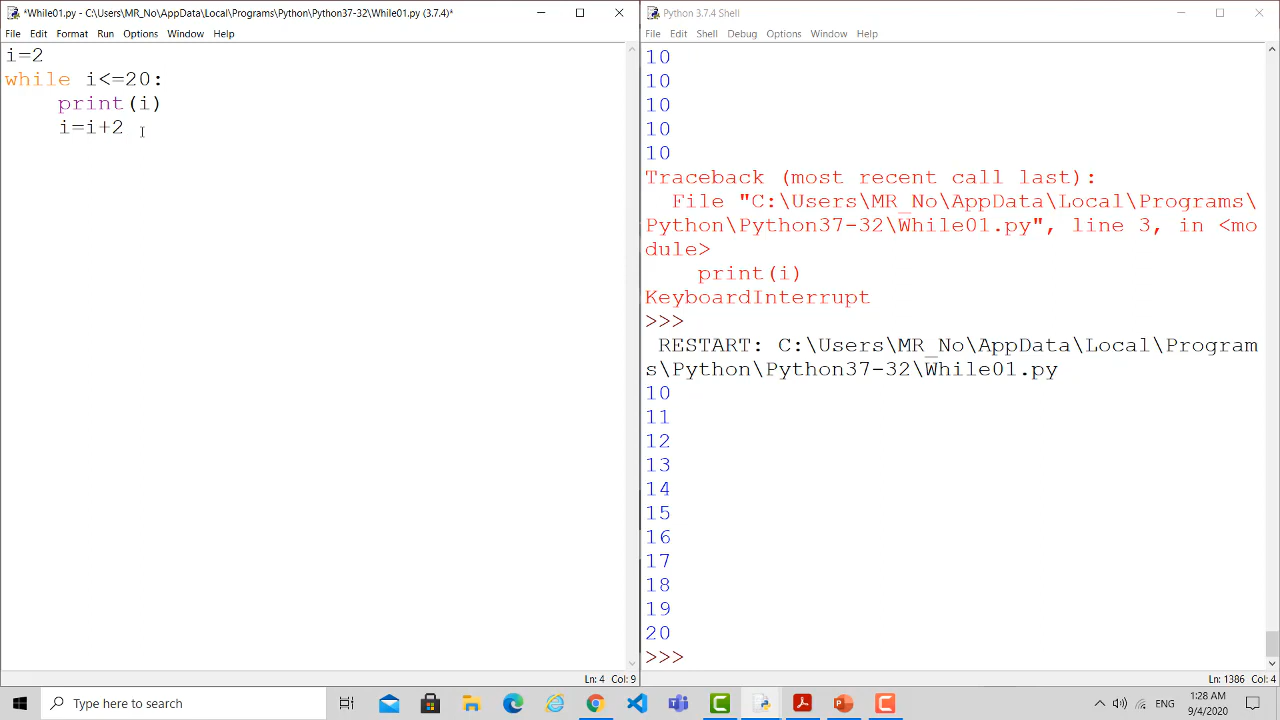 *While01.py - C:\Users\MR_No\AppData\Local\Programs\Python\Python37-32\While01.py (3.7.4)*
File Edit Format Run Options Window Help
i=2
while i<=20:
    print(i)
    i=i+2
Ln: 4 Col: 9
Python 3.7.4 Shell
File Edit Shell Debug Options Window Help
10
10
10
10
10
Traceback (most recent call last):
  File "C:\Users\MR_No\AppData\Local\Programs\
Python\Python37-32\While01.py", line 3, in <mo
dule>
    print(i)
KeyboardInterrupt
>>>
 RESTART: C:\Users\MR_No\AppData\Local\Program
s\Python\Python37-32\While01.py
10
11
12
13
14
15
16
17
18
19
20
>>>
Ln: 1386 Col: 4
Type here to search
ENG
1:28 AM
9/4/2020